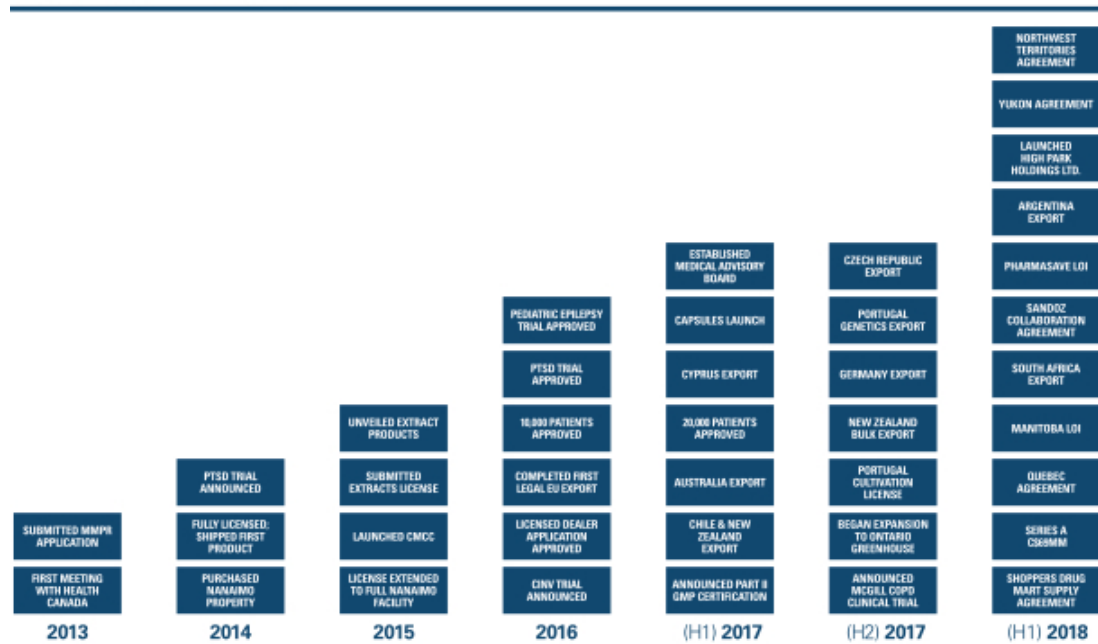 SUBMITTED MMPR
APPLICATION
FIRST MEETING
WITH HEALTH
CANADA
2013
PTSD TRIAL
ANNOUNCED
FULLY LICENSED;
SHIPPED FIRST
PRODUCT
PURCHASED
NANAIMO
PROPERTY
2014
UNVEILED EXTRACT
PRODUCTS
SUBMITTED
EXTRACTS LICENSE
LAUNCHED CMCC
LICENSE EXTENDED
TO FULL NANAIMO
FACILITY
2015
PEDIATRIC EPILEPSY
TRIAL APPROVED
PTSD TRIAL
APPROVED
10,000 PATIENTS
APPROVED
COMPLETED FIRST
LEGAL EU EXPORT
LICENSED DEALER
APPLICATION
APPROVED
CINV TRIAL
ANNOUNCED
2016
ESTABLISHED
MEDICAL ADVISORY
BOARD
CAPSULES LAUNCH
CYPRUS EXPORT
20,000 PATIENTS
APPROVED
AUSTRALIA EXPORT
CHILE & NEW
ZEALAND
EXPORT
ANNOUNCED PART II
GMP CERTIFICATION
(H1) 2017
CZECH REPUBLIC
EXPORT
PORTUGAL
GENETICS EXPORT
GERMANY EXPORT
NEW ZEALAND
BULK EXPORT
PORTUGAL
CULTIVATION
LICENSE
BEGAN EXPANSION
TO ONTARIO
GREENHOUSE
ANNOUNCED
MCGILL COPD
CLINICAL TRIAL
(H2) 2017
NORTHWEST
TERRITORIES
AGREEMENT
YUKON AGREEMENT
LAUNCHED
HIGH PARK
HOLDINGS LTD.
ARGENTINA
EXPORT
PHARMASAVE LOI
SANDOZ
COLLABORATION
AGREEMENT
SOUTH AFRICA
EXPORT
MANITOBA LOI
QUEBEC
AGREEMENT
SERIES A
C$69MM
SHOPPERS DRUG
MART SUPPLY
AGREEMENT
(H1) 2018